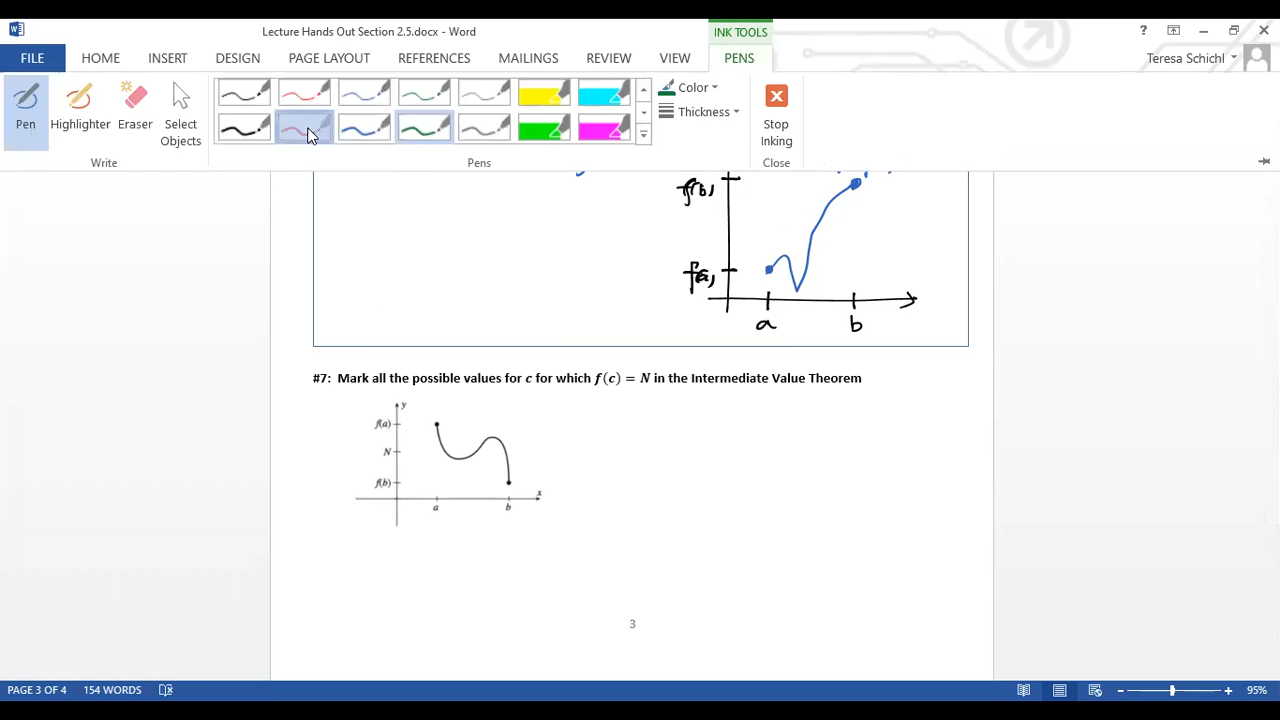 Lecture Hands Out Section 2.5.docx - Word
INK TOOLS
?
FILE
HOME
INSERT
DESIGN
PAGE LAYOUT
REFERENCES
MAILINGS
REVIEW
VIEW
PENS
Teresa Schichl
Pen
Highlighter
Eraser
Select Objects
Color
Thickness
Stop Inking
Write
Pens
Close
f(b)
f(a)
a
b
#7: Mark all the possible values for c for which f(c) = N in the Intermediate Value Theorem
y
f(a)
N
f(b)
x
a
b
3
PAGE 3 OF 4
154 WORDS
95%